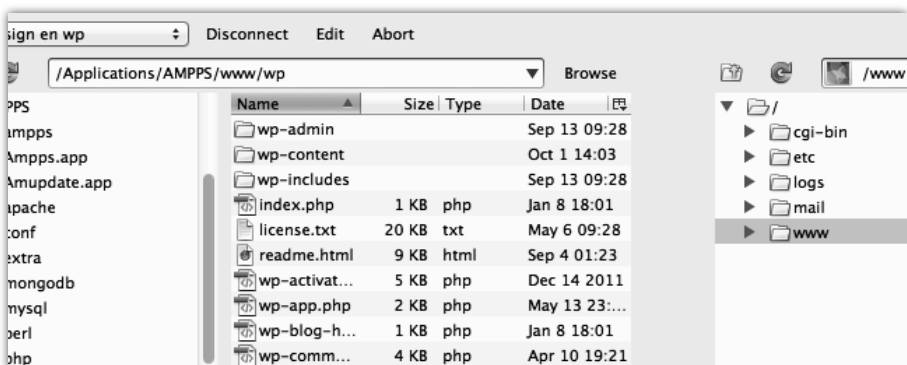 sign en wp Disconnect Edit Abort
/Applications/AMPPS/www/wp Browse /www
Name Size Type Date
PPS wp-admin Sep 13 09:28 /
ampps wp-content Oct 1 14:03 cgi-bin
Ampps.app wp-includes Sep 13 09:28 etc
Amupdate.app index.php 1 KB php Jan 8 18:01 logs
apache license.txt 20 KB txt May 6 09:28 mail
conf readme.html 9 KB html Sep 4 01:23 www
extra wp-activat... 5 KB php Dec 14 2011
mongodb wp-app.php 2 KB php May 13 23:...
mysql wp-blog-h... 1 KB php Jan 8 18:01
perl wp-comm... 4 KB php Apr 10 19:21
php